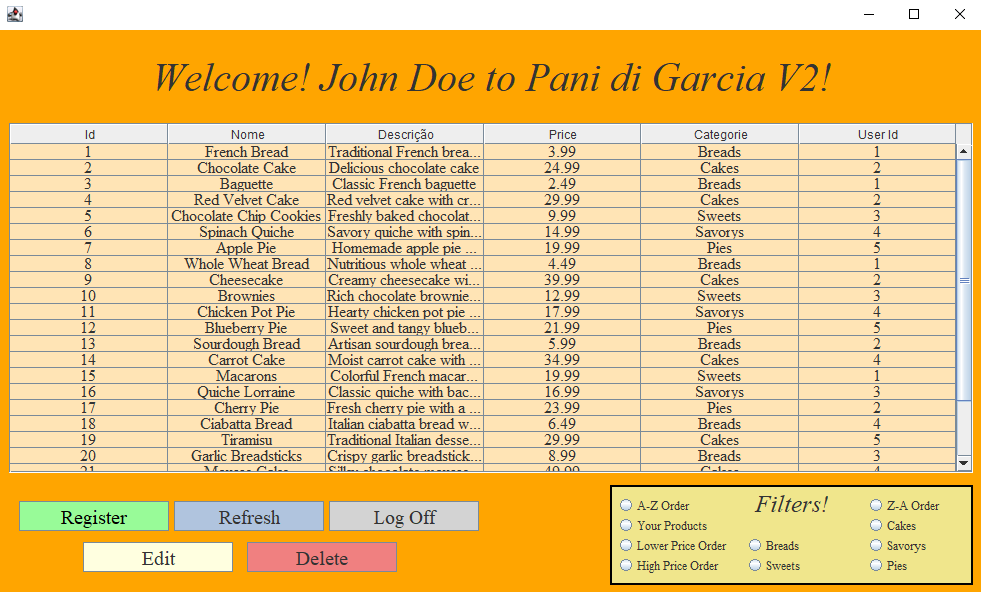 Welcome! John Doe to Pani di Garcia V2!
Id Nome Descrição Price Categorie User Id
1 French Bread Traditional French brea... 3.99 Breads 1
2 Chocolate Cake Delicious chocolate cake 24.99 Cakes 2
3 Baguette Classic French baguette 2.49 Breads 1
4 Red Velvet Cake Red velvet cake with cr... 29.99 Cakes 2
5 Chocolate Chip Cookies Freshly baked chocolat... 9.99 Sweets 3
6 Spinach Quiche Savory quiche with spin... 14.99 Savorys 4
7 Apple Pie Homemade apple pie ... 19.99 Pies 5
8 Whole Wheat Bread Nutritious whole wheat ... 4.49 Breads 1
9 Cheesecake Creamy cheesecake wi... 39.99 Cakes 2
10 Brownies Rich chocolate brownie... 12.99 Sweets 3
11 Chicken Pot Pie Hearty chicken pot pie ... 17.99 Savorys 4
12 Blueberry Pie Sweet and tangy blueb... 21.99 Pies 5
13 Sourdough Bread Artisan sourdough brea... 5.99 Breads 2
14 Carrot Cake Moist carrot cake with ... 34.99 Cakes 4
15 Macarons Colorful French macar... 19.99 Sweets 1
16 Quiche Lorraine Classic quiche with bac... 16.99 Savorys 3
17 Cherry Pie Fresh cherry pie with a ... 23.99 Pies 2
18 Ciabatta Bread Italian ciabatta bread w... 6.49 Breads 4
19 Tiramisu Traditional Italian desse... 29.99 Cakes 5
20 Garlic Breadsticks Crispy garlic breadstick... 8.99 Breads 3
21 Mousse Cake Silky chocolate mousse... 49.99 Cakes 4
Register Refresh Log Off
Edit Delete
Filters!
A-Z Order Z-A Order
Your Products Cakes
Lower Price Order Breads Savorys
High Price Order Sweets Pies